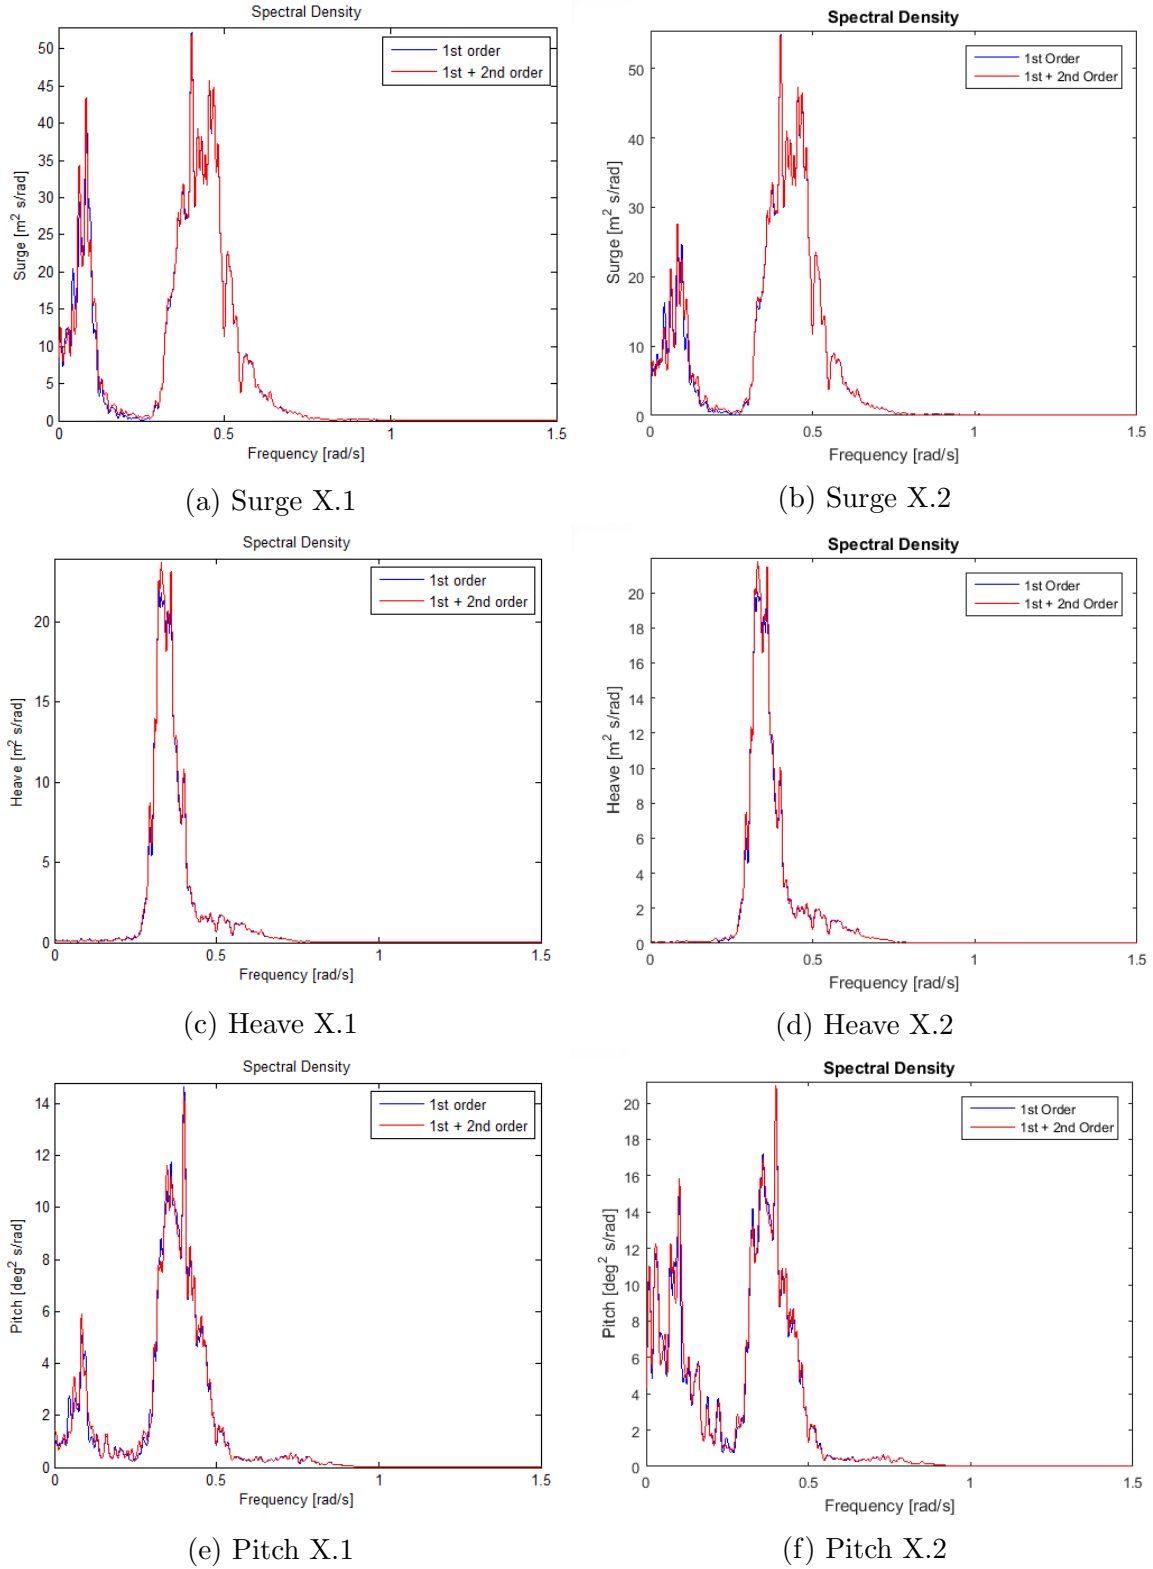 Spectral Density
1st order
1st + 2nd order
Surge [m² s/rad]
50
45
40
35
30
25
20
15
10
5
0
0 0.5 1 1.5
Frequency [rad/s]
(a) Surge X.1
Spectral Density
1st Order
1st + 2nd Order
Surge [m² s/rad]
50
40
30
20
10
0
0 0.5 1 1.5
Frequency [rad/s]
(b) Surge X.2
Spectral Density
1st order
1st + 2nd order
Heave [m² s/rad]
20
15
10
5
0
0 0.5 1 1.5
Frequency [rad/s]
(c) Heave X.1
Spectral Density
1st Order
1st + 2nd Order
Heave [m² s/rad]
20
18
16
14
12
10
8
6
4
2
0
0 0.5 1 1.5
Frequency [rad/s]
(d) Heave X.2
Spectral Density
1st order
1st + 2nd order
Pitch [deg² s/rad]
14
12
10
8
6
4
2
0
0 0.5 1 1.5
Frequency [rad/s]
(e) Pitch X.1
Spectral Density
1st Order
1st + 2nd Order
Pitch [deg² s/rad]
20
18
16
14
12
10
8
6
4
2
0
0 0.5 1 1.5
Frequency [rad/s]
(f) Pitch X.2